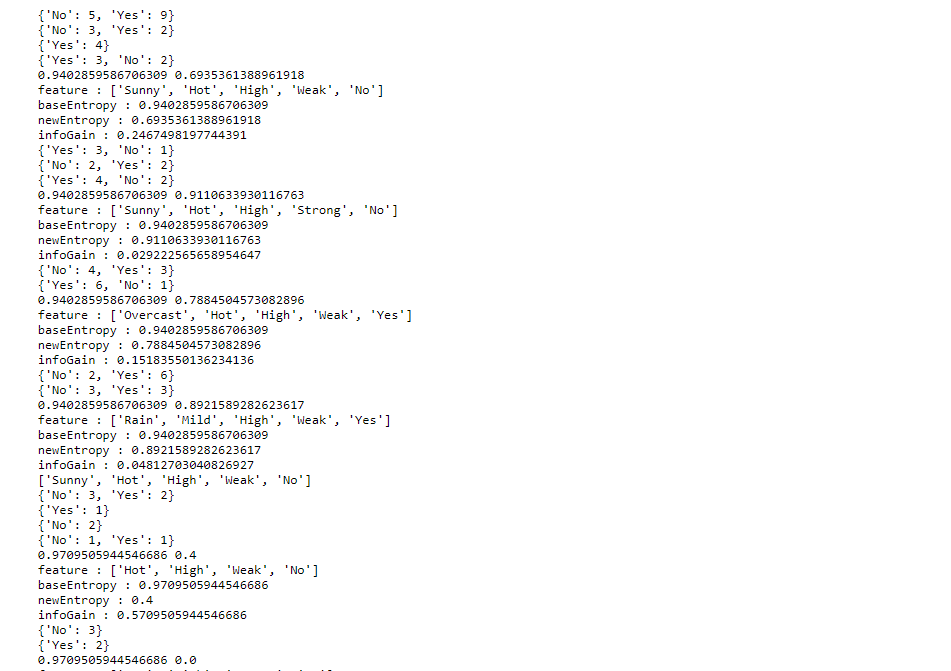 {'No': 5, 'Yes': 9}
{'No': 3, 'Yes': 2}
{'Yes': 4}
{'Yes': 3, 'No': 2}
0.9402859586706309 0.6935361388961918
feature : ['Sunny', 'Hot', 'High', 'Weak', 'No']
baseEntropy : 0.9402859586706309
newEntropy : 0.6935361388961918
infoGain : 0.2467498197744391
{'Yes': 3, 'No': 1}
{'No': 2, 'Yes': 2}
{'Yes': 4, 'No': 2}
0.9402859586706309 0.9110633930116763
feature : ['Sunny', 'Hot', 'High', 'Strong', 'No']
baseEntropy : 0.9402859586706309
newEntropy : 0.9110633930116763
infoGain : 0.029222565658954647
{'No': 4, 'Yes': 3}
{'Yes': 6, 'No': 1}
0.9402859586706309 0.7884504573082896
feature : ['Overcast', 'Hot', 'High', 'Weak', 'Yes']
baseEntropy : 0.9402859586706309
newEntropy : 0.7884504573082896
infoGain : 0.15183550136234136
{'No': 2, 'Yes': 6}
{'No': 3, 'Yes': 3}
0.9402859586706309 0.8921589282623617
feature : ['Rain', 'Mild', 'High', 'Weak', 'Yes']
baseEntropy : 0.9402859586706309
newEntropy : 0.8921589282623617
infoGain : 0.04812703040826927
['Sunny', 'Hot', 'High', 'Weak', 'No']
{'No': 3, 'Yes': 2}
{'Yes': 1}
{'No': 2}
{'No': 1, 'Yes': 1}
0.9709505944546686 0.4
feature : ['Hot', 'High', 'Weak', 'No']
baseEntropy : 0.9709505944546686
newEntropy : 0.4
infoGain : 0.5709505944546686
{'No': 3}
{'Yes': 2}
0.9709505944546686 0.0